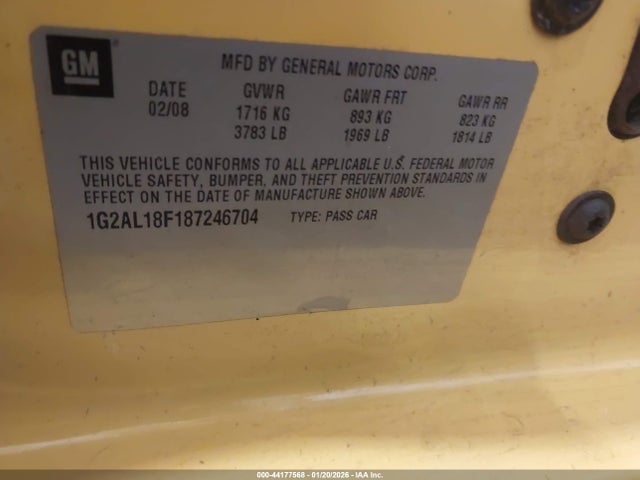 GM
MFD BY GENERAL MOTORS CORP.
DATE GVWR GAWR FRT GAWR RR
02/08 1716 KG 893 KG 823 KG
3783 LB 1969 LB 1814 LB
THIS VEHICLE CONFORMS TO ALL APPLICABLE U.S. FEDERAL MOTOR
VEHICLE SAFETY, BUMPER, AND THEFT PREVENTION STANDARDS IN
EFFECT ON THE DATE OF MANUFACTURE SHOWN ABOVE.
1G2AL18F187246704 TYPE: PASS CAR
000-44177568 - 01/20/2026 - IAA Inc.